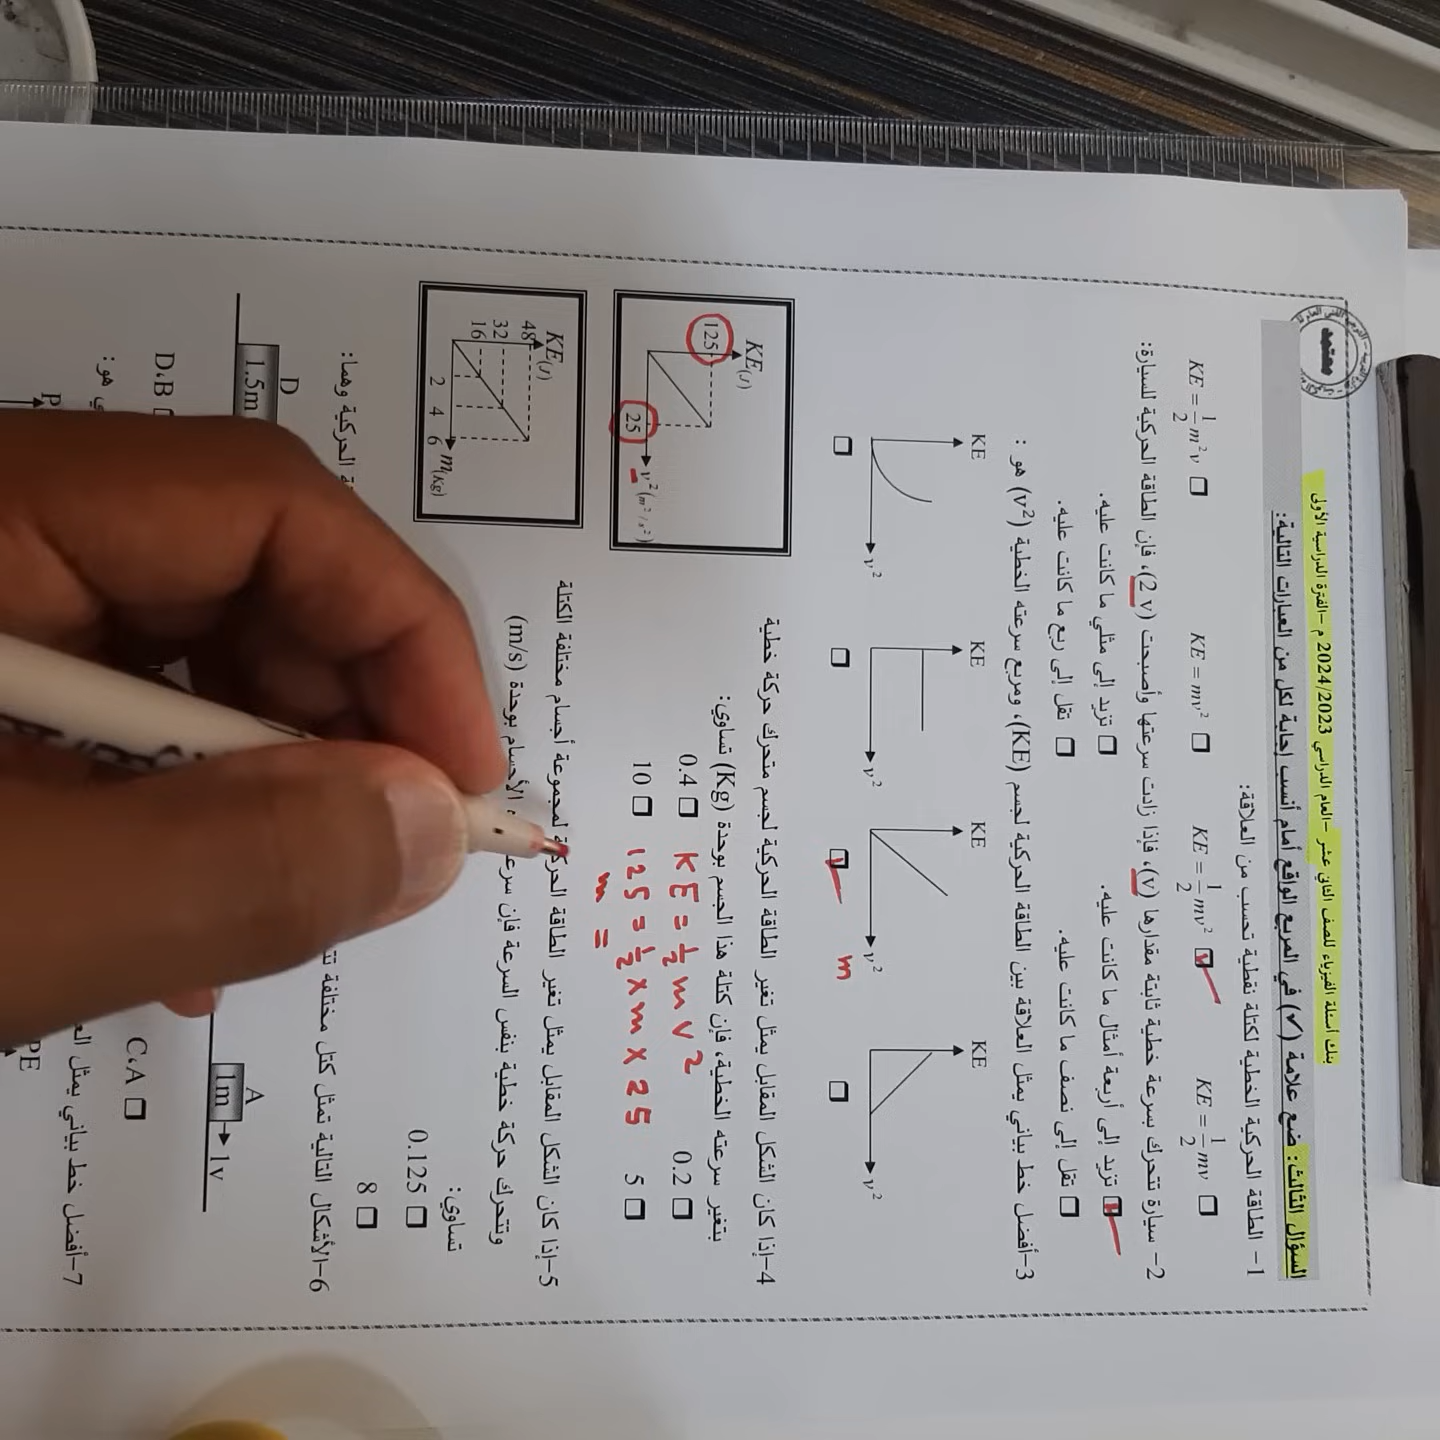 معتمد
بنك أسئلة الفيزياء للصف الثاني عشر –العام الدراسي 2024/2023 م –الفترة الدراسية الأولى
السؤال الثالث: ضع علامة (✓) في المربع الواقع أمام أنسب إجابة لكل من العبارات التالية:
1- الطاقة الحركية الخطية لكتلة نقطية تحسب من العلاقة:
KE = 1/2 mv ☐ KE = 1/2 mv² ☑ KE = mv² ☐ KE = 1/2 m²v ☐
2– سيارة تتحرك بسرعة خطية ثابتة مقدارها (v)، فإذا زادت سرعتها وأصبحت (2 v)، فإن الطاقة الحركية للسيارة:
☑ تزيد إلى أربعة أمثال ما كانت عليه. ☐ تزيد إلى مثلي ما كانت عليه.
☐ تقل إلى نصف ما كانت عليه. ☐ تقل إلى ربع ما كانت عليه.
3–أفضل خط بياني يمثل العلاقة بين الطاقة الحركية لجسم (KE)، ومربع سرعته الخطية (v²) هو :
KE KE KE KE
v² v² v² v²
☐ ☑ ☐ ☐
m
4–إذا كان الشكل المقابل يمثل تغير الطاقة الحركية لجسم متحرك حركة خطية
بتغير سرعته الخطية، فإن كتلة هذا الجسم بوحدة (Kg) تساوي:
0.2 ☐ 0.4 ☐
5 ☐ 10 ☐
KE = 1/2 m v²
125 = 1/2 × m × 25
m =
KE(J)
125
25
v² (m²/s²)
5–إذا كان الشكل المقابل يمثل تغير الطاقة الحركية لمجموعة أجسام مختلفة الكتلة
وتتحرك حركة خطية بنفس السرعة فإن الأجسام بوحدة (m/s)
تساوي:
0.125 ☐
8 ☐
KE(J)
48
32
16
2 4 6 m(Kg)
6–الأشكال التالية تمثل كتل مختلفة الحركية وهما:
A
1m
1v
D
1.5m
C،A ☐ D،B ☐
7–أفضل خط بياني يمثل هو :
PE